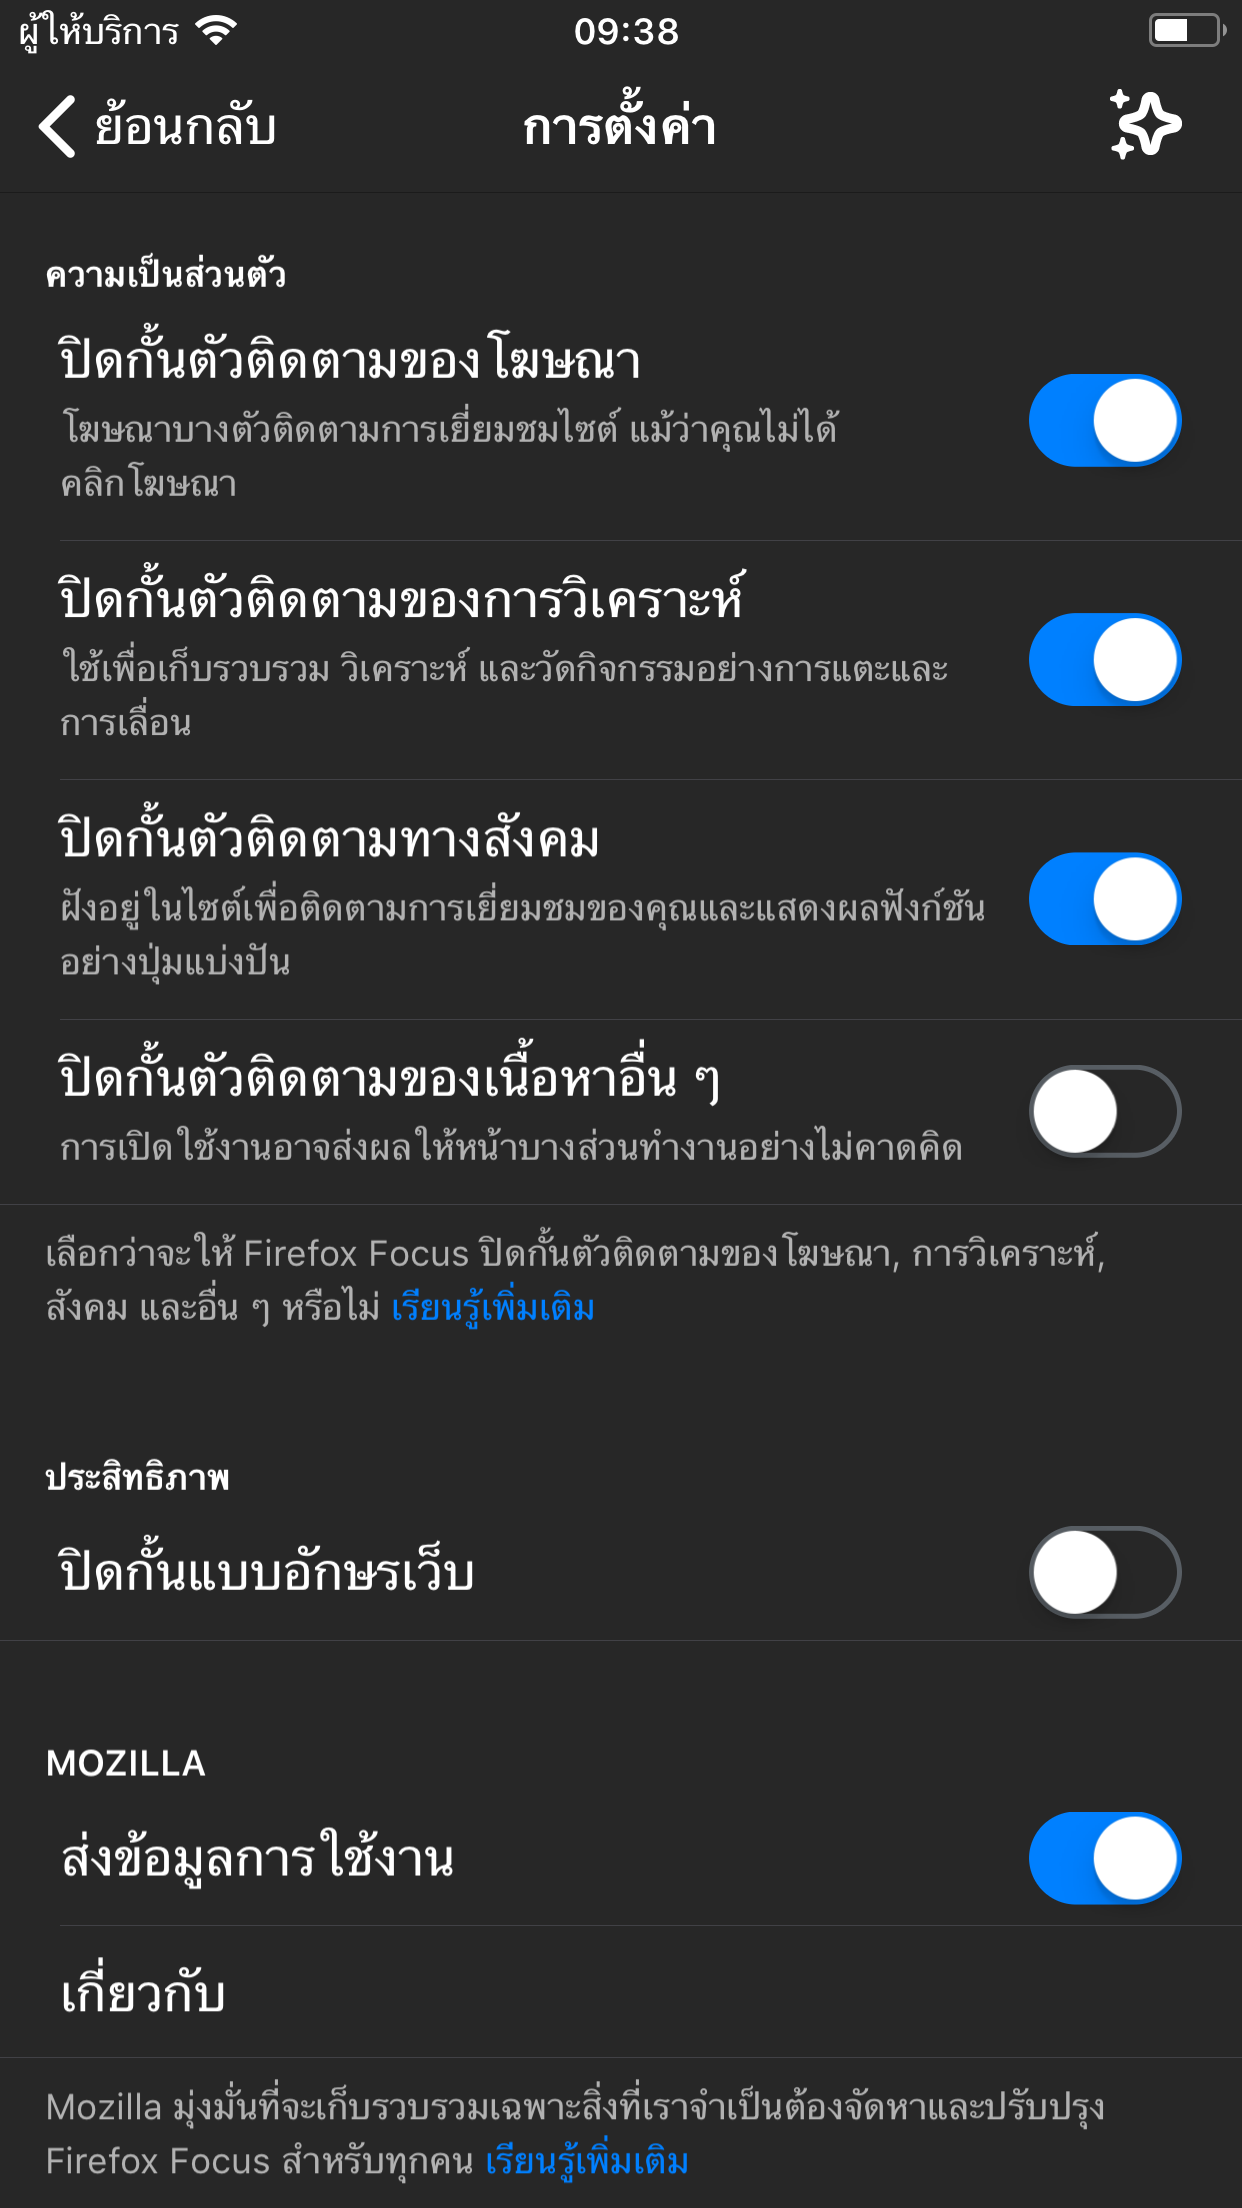 ผู้ให้บริการ 09:38
ย้อนกลับ การตั้งค่า
ความเป็นส่วนตัว
ปิดกั้นตัวติดตามของโฆษณา
โฆษณาบางตัวติดตามการเยี่ยมชมไซต์ แม้ว่าคุณไม่ได้
คลิกโฆษณา
ปิดกั้นตัวติดตามของการวิเคราะห์
ใช้เพื่อเก็บรวบรวม วิเคราะห์ และวัดกิจกรรมอย่างการแตะและ
การเลื่อน
ปิดกั้นตัวติดตามทางสังคม
ฝังอยู่ในไซต์เพื่อติดตามการเยี่ยมชมของคุณและแสดงผลฟังก์ชัน
อย่างปุ่มแบ่งปัน
ปิดกั้นตัวติดตามของเนื้อหาอื่น ๆ
การเปิดใช้งานอาจส่งผลให้หน้าบางส่วนทำงานอย่างไม่คาดคิด
เลือกว่าจะให้ Firefox Focus ปิดกั้นตัวติดตามของโฆษณา, การวิเคราะห์,
สังคม และอื่น ๆ หรือไม่ เรียนรู้เพิ่มเติม
ประสิทธิภาพ
ปิดกั้นแบบอักษรเว็บ
MOZILLA
ส่งข้อมูลการใช้งาน
เกี่ยวกับ
Mozilla มุ่งมั่นที่จะเก็บรวบรวมเฉพาะสิ่งที่เราจำเป็นต้องจัดหาและปรับปรุง
Firefox Focus สำหรับทุกคน เรียนรู้เพิ่มเติม